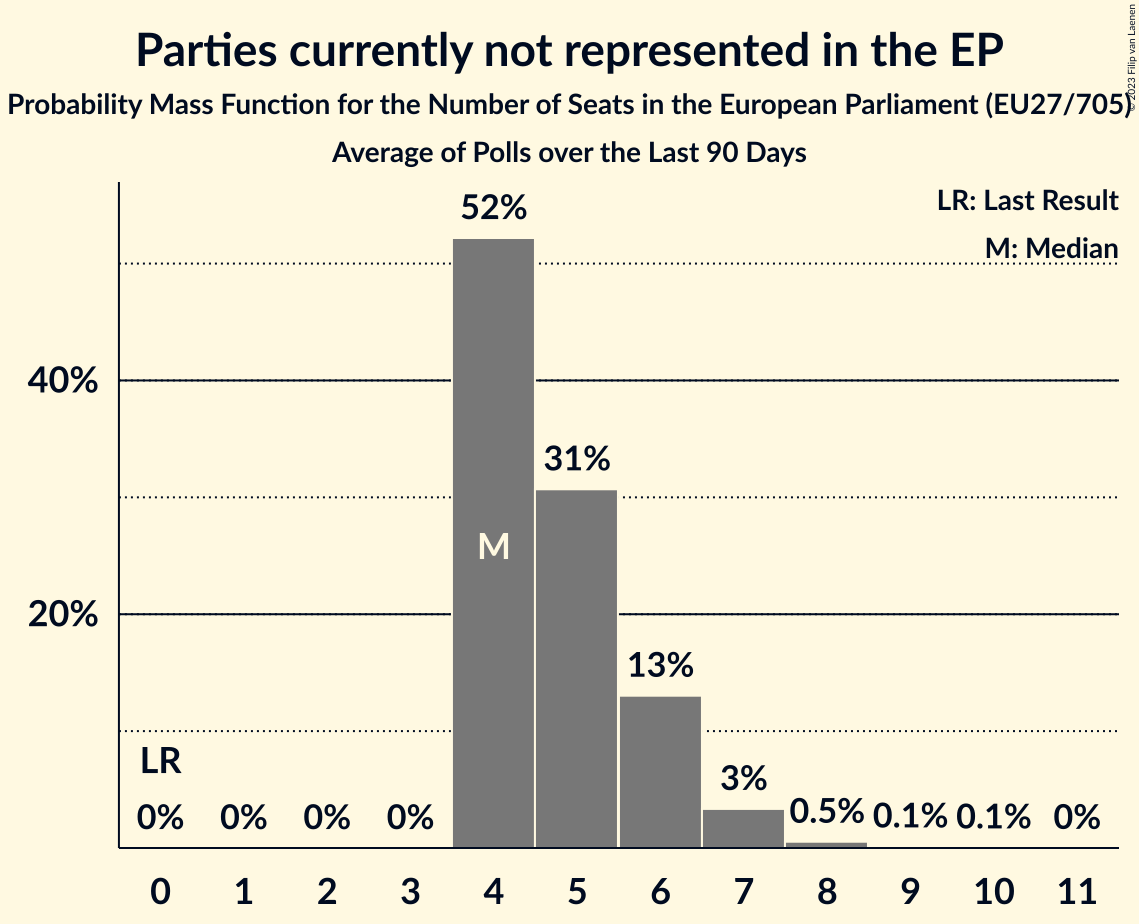 Parties currently not represented in the EP
Probability Mass Function for the Number of Seats in the European Parliament (EU27/705)
Average of Polls over the Last 90 Days
© 2023 Filip van Laenen
LR: Last Result
M: Median
52%
40%
31%
M
20%
13%
LR
3%
0% 0% 0% 0% 0.5% 0.1% 0.1% 0%
0 1 2 3 4 5 6 7 8 9 10 11